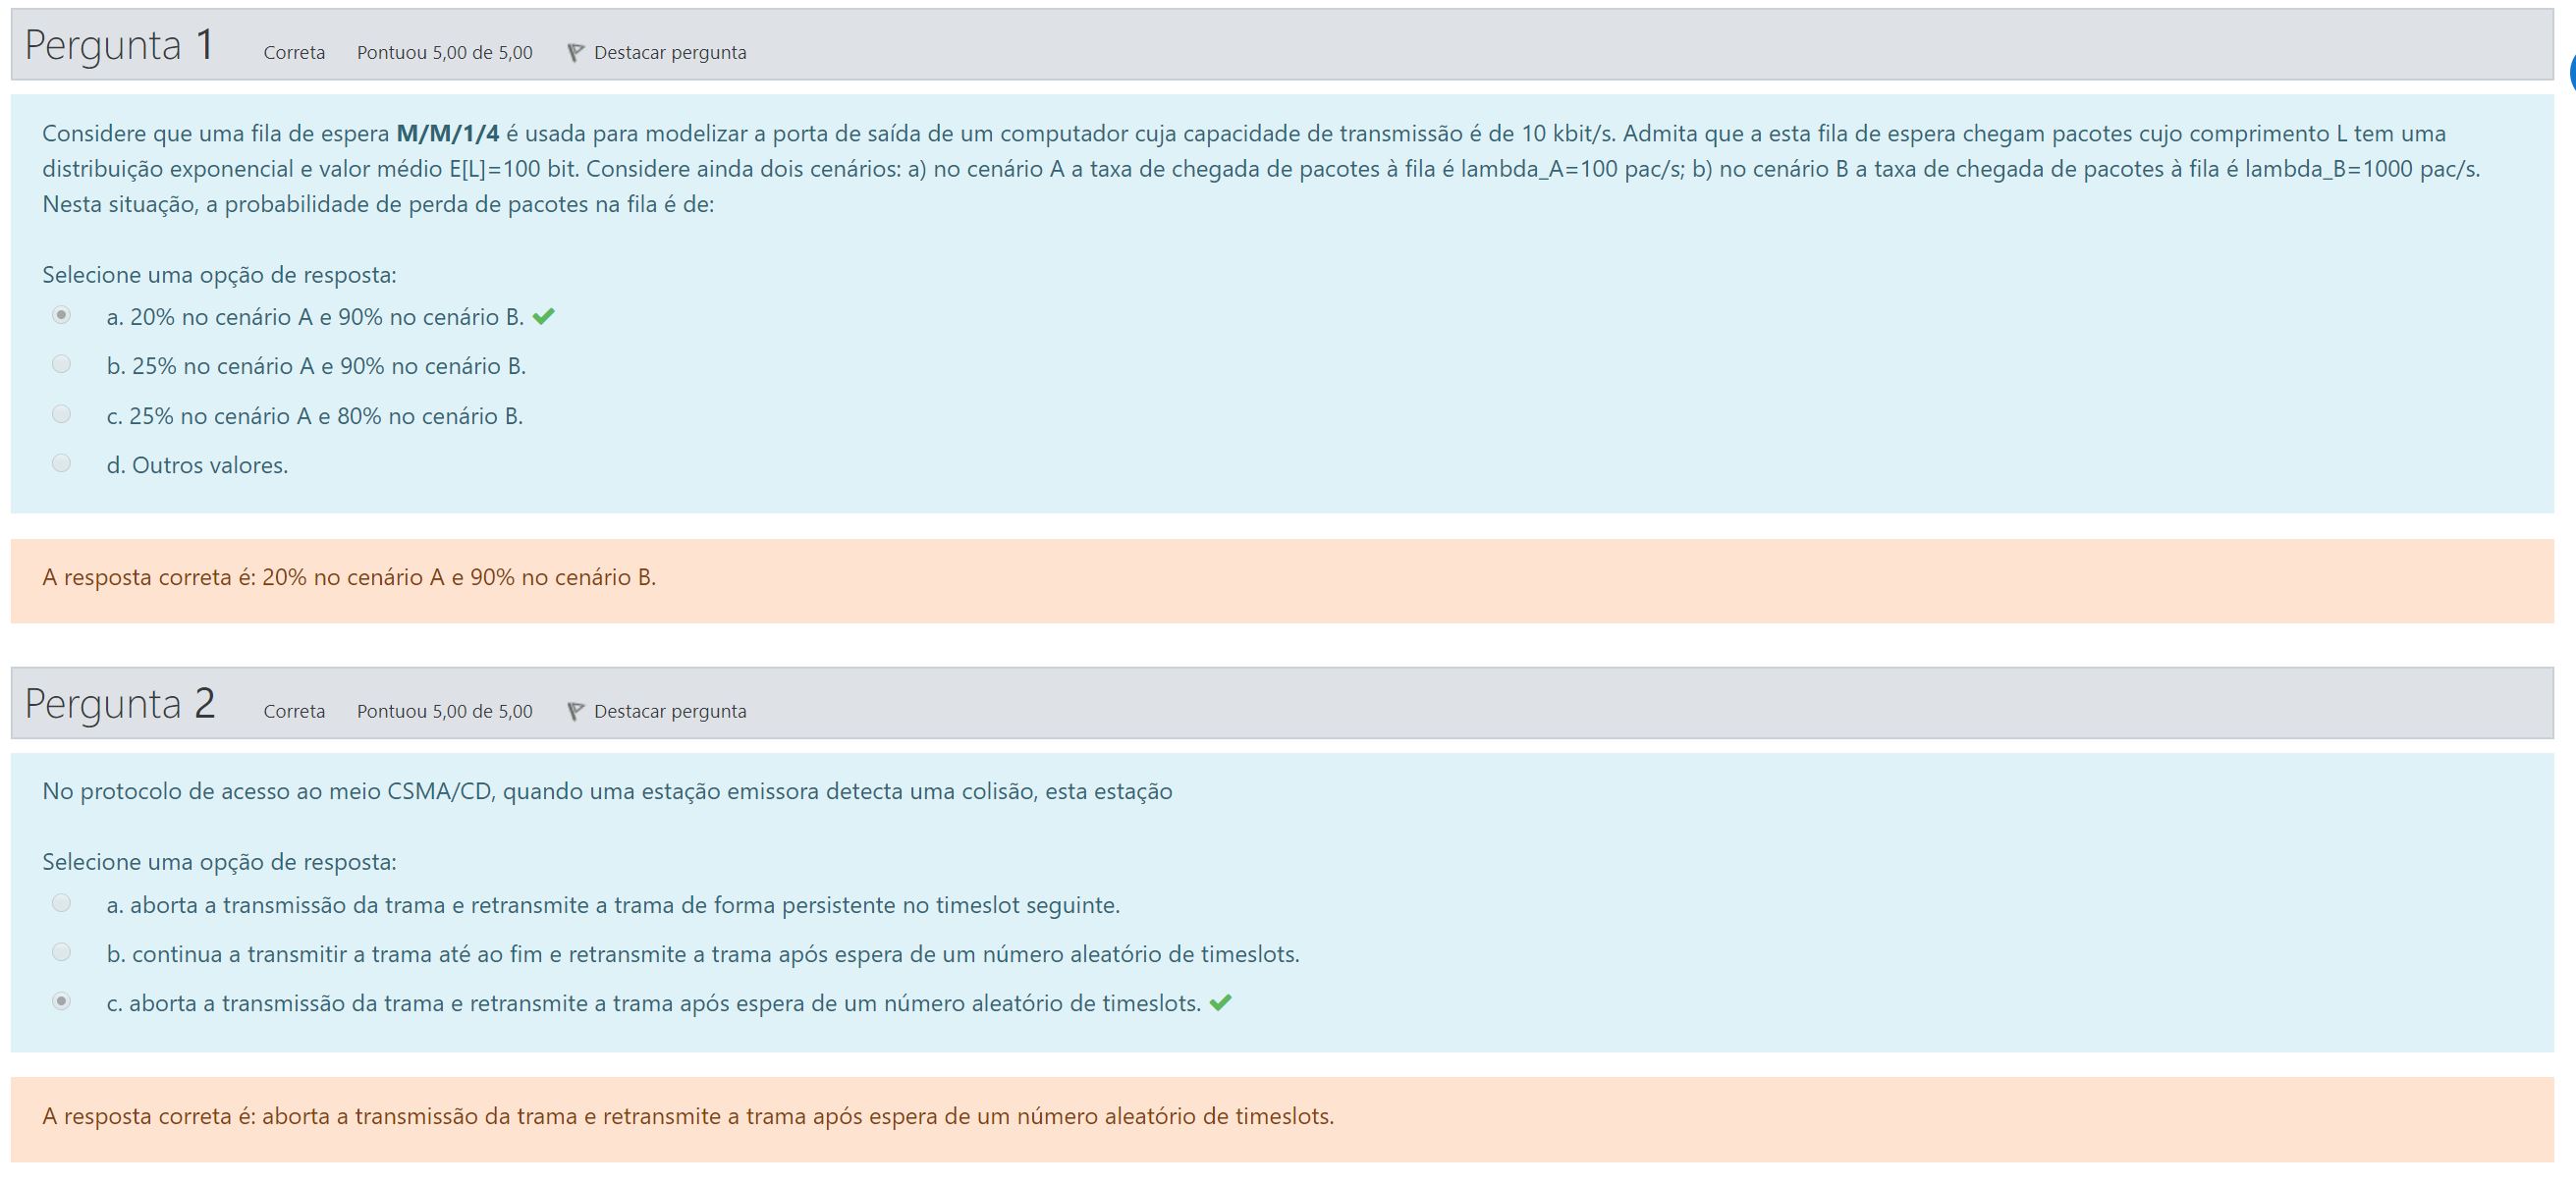 Pergunta 1 Correta Pontuou 5,00 de 5,00 Destacar pergunta
Considere que uma fila de espera M/M/1/4 é usada para modelizar a porta de saída de um computador cuja capacidade de transmissão é de 10 kbit/s. Admita que a esta fila de espera chegam pacotes cujo comprimento L tem uma
distribuição exponencial e valor médio E[L]=100 bit. Considere ainda dois cenários: a) no cenário A a taxa de chegada de pacotes à fila é lambda_A=100 pac/s; b) no cenário B a taxa de chegada de pacotes à fila é lambda_B=1000 pac/s.
Nesta situação, a probabilidade de perda de pacotes na fila é de:
Selecione uma opção de resposta:
a. 20% no cenário A e 90% no cenário B.
b. 25% no cenário A e 90% no cenário B.
c. 25% no cenário A e 80% no cenário B.
d. Outros valores.
A resposta correta é: 20% no cenário A e 90% no cenário B.
Pergunta 2 Correta Pontuou 5,00 de 5,00 Destacar pergunta
No protocolo de acesso ao meio CSMA/CD, quando uma estação emissora detecta uma colisão, esta estação
Selecione uma opção de resposta:
a. aborta a transmissão da trama e retransmite a trama de forma persistente no timeslot seguinte.
b. continua a transmitir a trama até ao fim e retransmite a trama após espera de um número aleatório de timeslots.
c. aborta a transmissão da trama e retransmite a trama após espera de um número aleatório de timeslots.
A resposta correta é: aborta a transmissão da trama e retransmite a trama após espera de um número aleatório de timeslots.